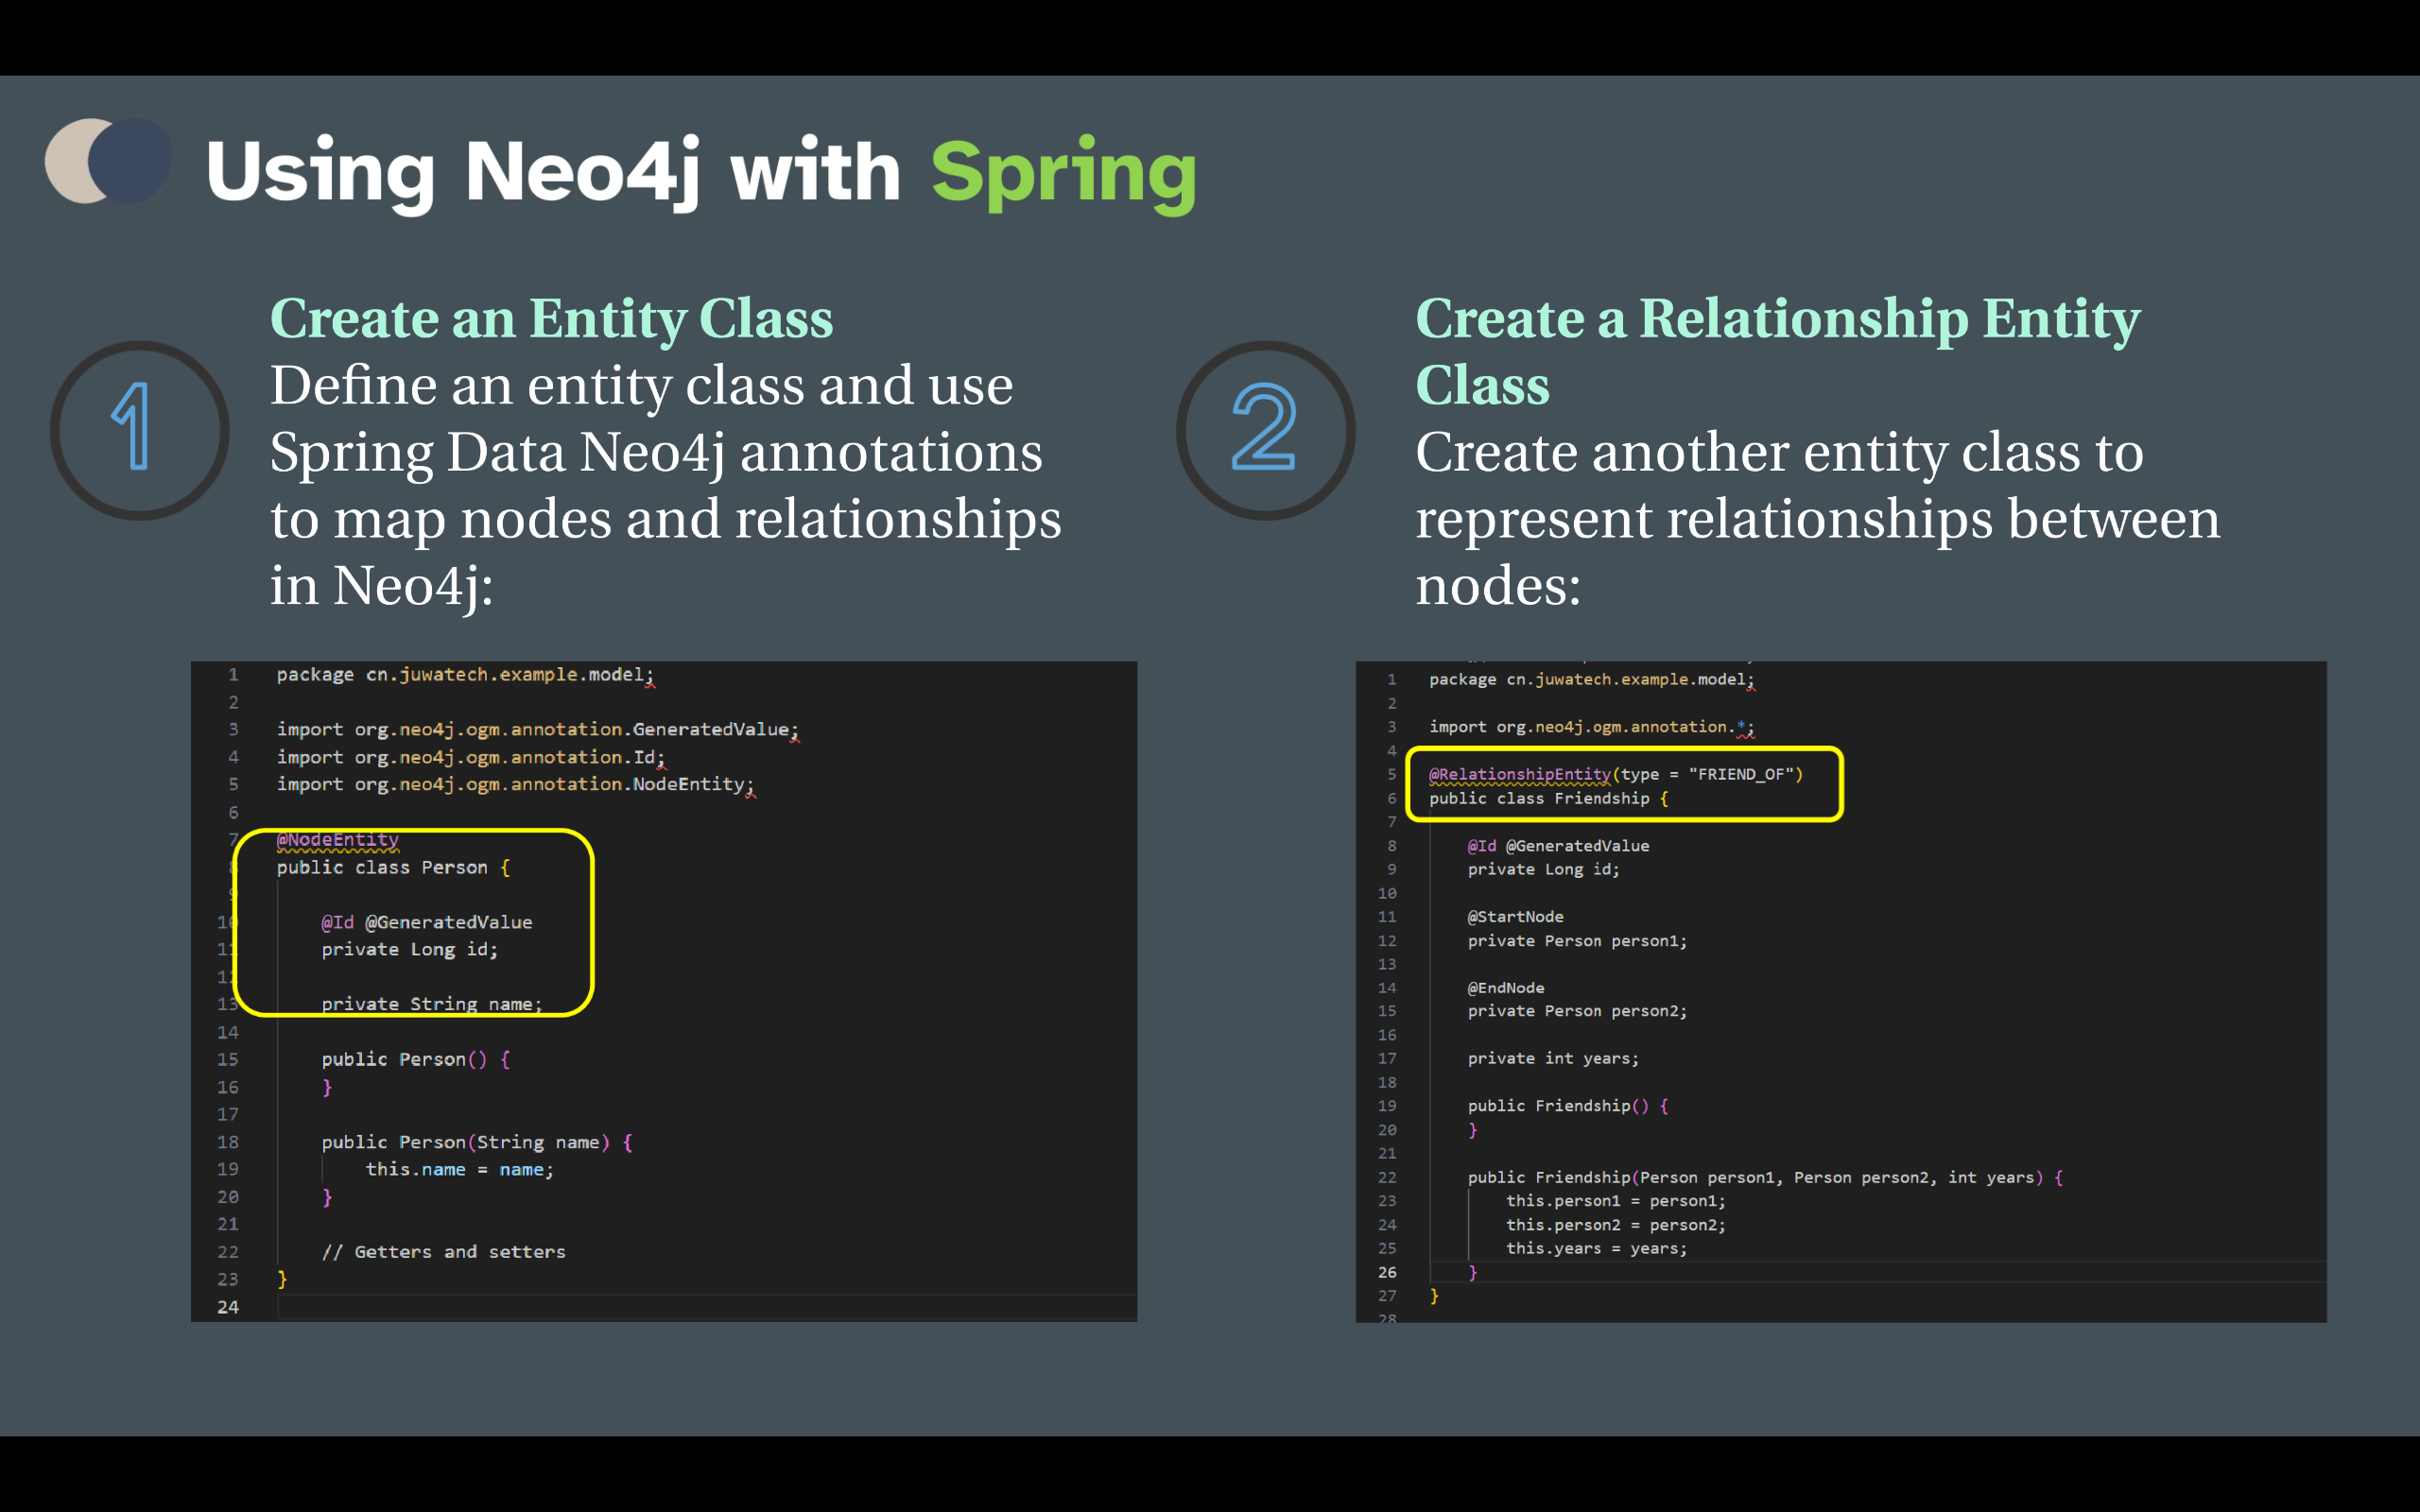 Using Neo4j with Spring
1
Create an Entity Class
Define an entity class and use
Spring Data Neo4j annotations
to map nodes and relationships
in Neo4j:
2
Create a Relationship Entity
Class
Create another entity class to
represent relationships between
nodes:
1 package cn.juwatech.example.model;
2
3 import org.neo4j.ogm.annotation.GeneratedValue;
4 import org.neo4j.ogm.annotation.Id;
5 import org.neo4j.ogm.annotation.NodeEntity;
6
7 @NodeEntity
8 public class Person {
9
10 @Id @GeneratedValue
11 private Long id;
12
13 private String name;
14
15 public Person() {
16 }
17
18 public Person(String name) {
19 this.name = name;
20 }
21
22 // Getters and setters
23 }
24
1 package cn.juwatech.example.model;
2
3 import org.neo4j.ogm.annotation.*;
4
5 @RelationshipEntity(type = "FRIEND_OF")
6 public class Friendship {
7
8 @Id @GeneratedValue
9 private Long id;
10
11 @StartNode
12 private Person person1;
13
14 @EndNode
15 private Person person2;
16
17 private int years;
18
19 public Friendship() {
20 }
21
22 public Friendship(Person person1, Person person2, int years) {
23 this.person1 = person1;
24 this.person2 = person2;
25 this.years = years;
26 }
27 }
28